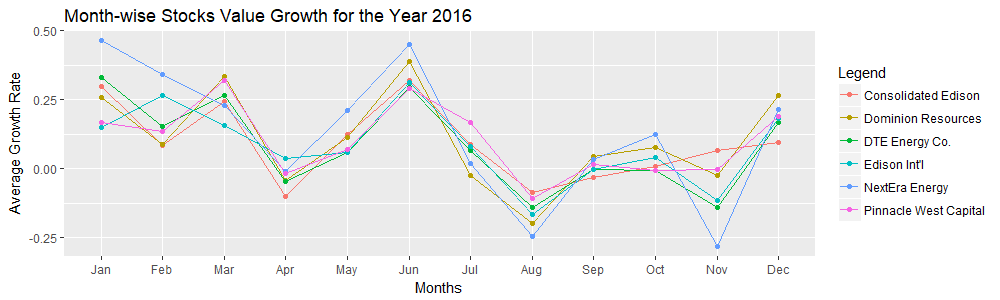 Month-wise Stocks Value Growth for the Year 2016
Average Growth Rate
0.50
0.25
0.00
-0.25
Jan Feb Mar Apr May Jun Jul Aug Sep Oct Nov Dec
Months
Legend
Consolidated Edison
Dominion Resources
DTE Energy Co.
Edison Int'l
NextEra Energy
Pinnacle West Capital